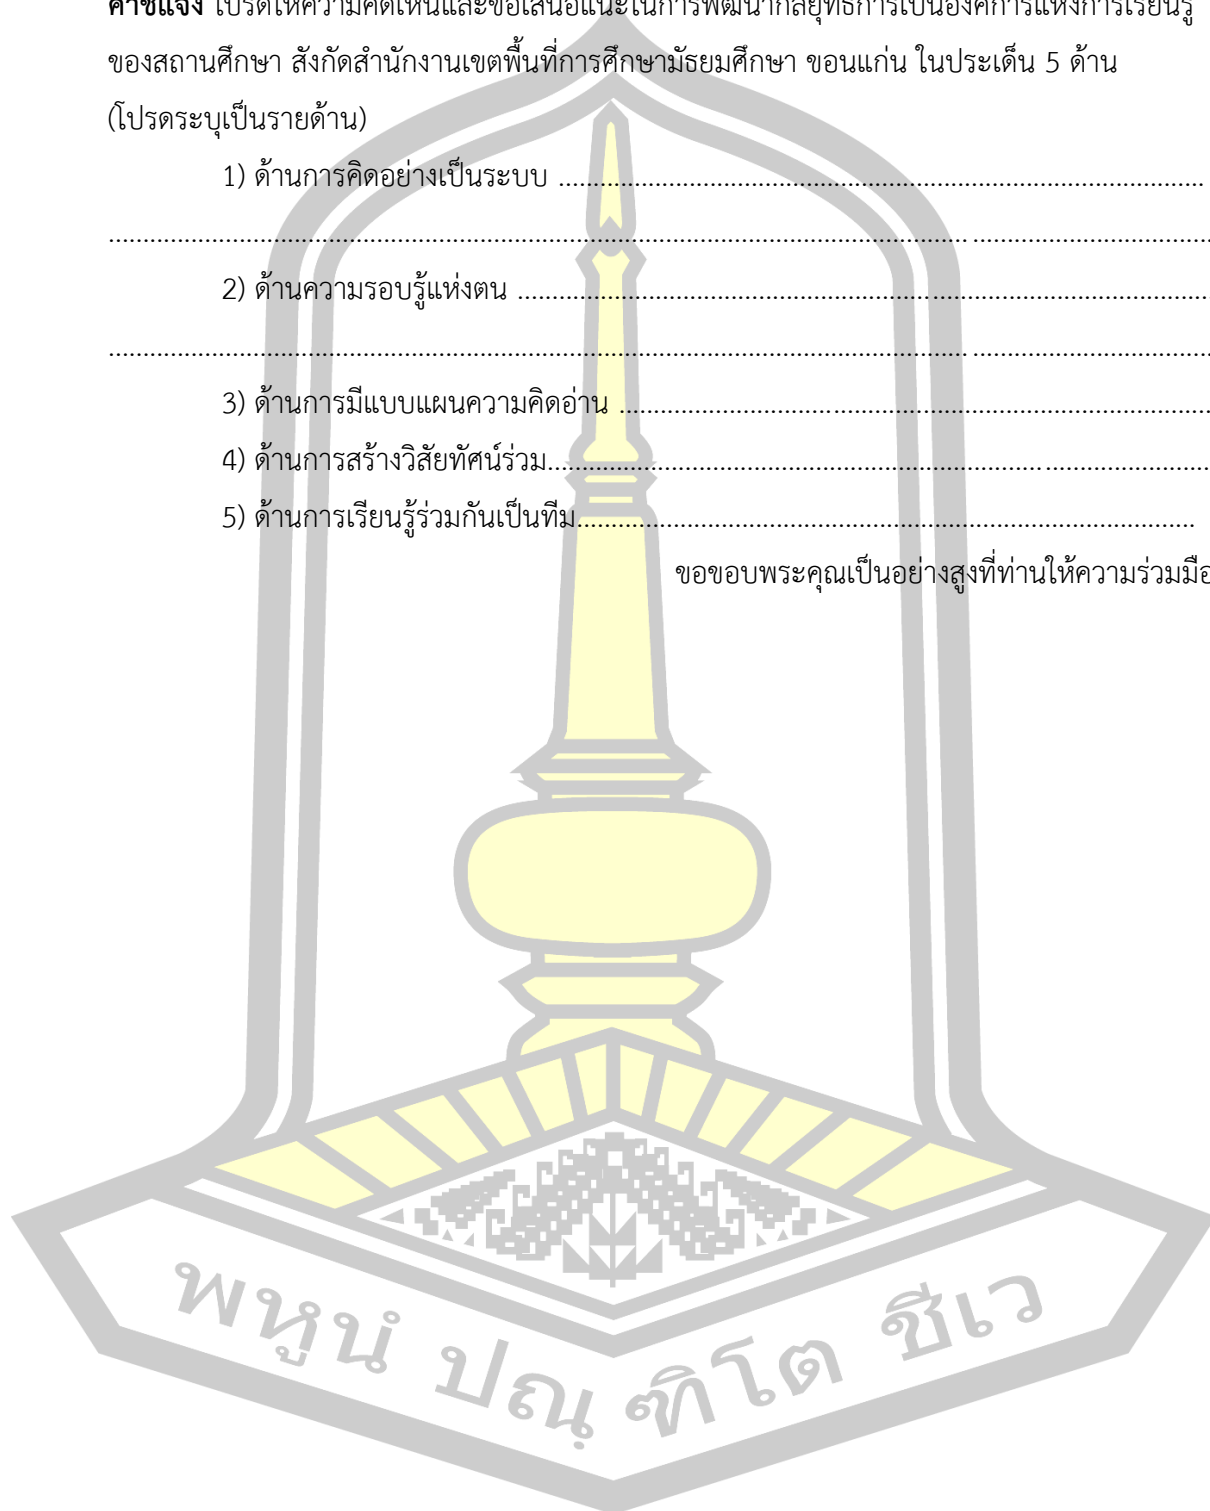 คำชี้แจง โปรดให้ความคิดเห็นและข้อเสนอแนะในการพัฒนากลยุทธ์การเป็นองค์การแห่งการเรียนรู้
ของสถานศึกษา สังกัดสำนักงานเขตพื้นที่การศึกษามัธยมศึกษา ขอนแก่น ในประเด็น 5 ด้าน
(โปรดระบุเป็นรายด้าน)
1) ด้านการคิดอย่างเป็นระบบ ..........................................................................................
.......................................................................................................................................
2) ด้านความรอบรู้แห่งตน ..........................................................................................
.......................................................................................................................................
3) ด้านการมีแบบแผนความคิดอ่าน ..........................................................................................
4) ด้านการสร้างวิสัยทัศน์ร่วม..........................................................................................
5) ด้านการเรียนรู้ร่วมกันเป็นทีม..........................................................................................
ขอขอบพระคุณเป็นอย่างสูงที่ท่านให้ความร่วมมือ
พหูนํ ปณฺฑิโต ชีเว